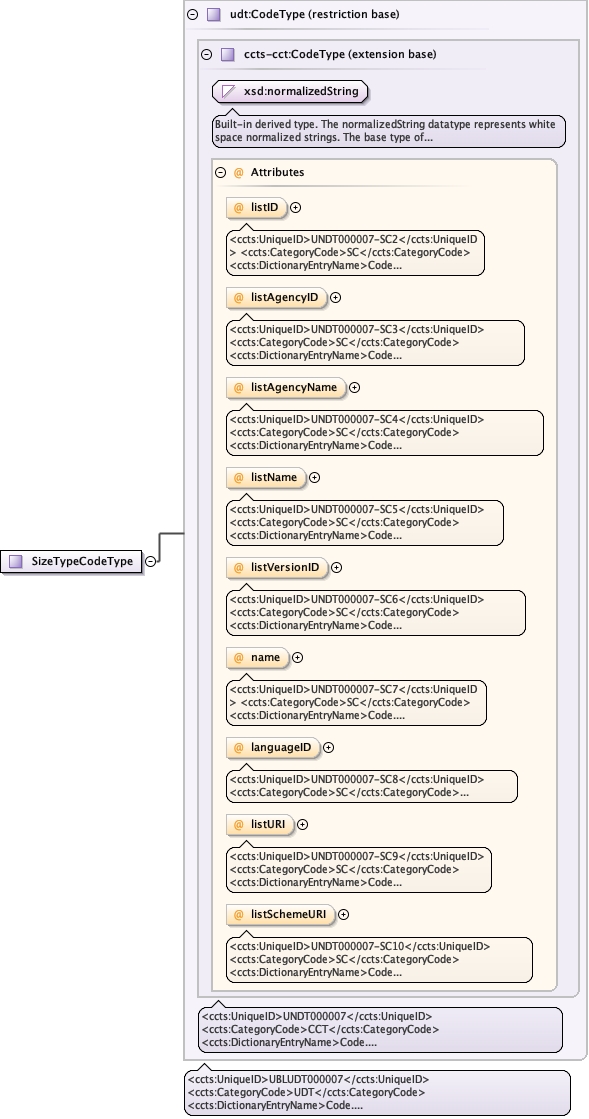 udt:CodeType (restriction base)
ccts-cct:CodeType (extension base)
xsd:normalizedString
Built-in derived type. The normalizedString datatype represents white
space normalized strings. The base type of...
@ Attributes
@ listID
<ccts:UniqueID>UNDT000007-SC2</ccts:UniqueID
> <ccts:CategoryCode>SC</ccts:CategoryCode>
<ccts:DictionaryEntryName>Code...
@ listAgencyID
<ccts:UniqueID>UNDT000007-SC3</ccts:UniqueID>
<ccts:CategoryCode>SC</ccts:CategoryCode>
<ccts:DictionaryEntryName>Code...
@ listAgencyName
<ccts:UniqueID>UNDT000007-SC4</ccts:UniqueID>
<ccts:CategoryCode>SC</ccts:CategoryCode>
<ccts:DictionaryEntryName>Code...
@ listName
<ccts:UniqueID>UNDT000007-SC5</ccts:UniqueID>
<ccts:CategoryCode>SC</ccts:CategoryCode>
<ccts:DictionaryEntryName>Code...
SizeTypeCodeType
@ listVersionID
<ccts:UniqueID>UNDT000007-SC6</ccts:UniqueID>
<ccts:CategoryCode>SC</ccts:CategoryCode>
<ccts:DictionaryEntryName>Code...
@ name
<ccts:UniqueID>UNDT000007-SC7</ccts:UniqueID
> <ccts:CategoryCode>SC</ccts:CategoryCode>
<ccts:DictionaryEntryName>Code....
@ languageID
<ccts:UniqueID>UNDT000007-SC8</ccts:UniqueID>
<ccts:CategoryCode>SC</ccts:CategoryCode>...
@ listURI
<ccts:UniqueID>UNDT000007-SC9</ccts:UniqueID>
<ccts:CategoryCode>SC</ccts:CategoryCode>
<ccts:DictionaryEntryName>Code...
@ listSchemeURI
<ccts:UniqueID>UNDT000007-SC10</ccts:UniqueID>
<ccts:CategoryCode>SC</ccts:CategoryCode>
<ccts:DictionaryEntryName>Code...
<ccts:UniqueID>UNDT000007</ccts:UniqueID>
<ccts:CategoryCode>CCT</ccts:CategoryCode>
<ccts:DictionaryEntryName>Code....
<ccts:UniqueID>UBLUDT000007</ccts:UniqueID>
<ccts:CategoryCode>UDT</ccts:CategoryCode>
<ccts:DictionaryEntryName>Code....